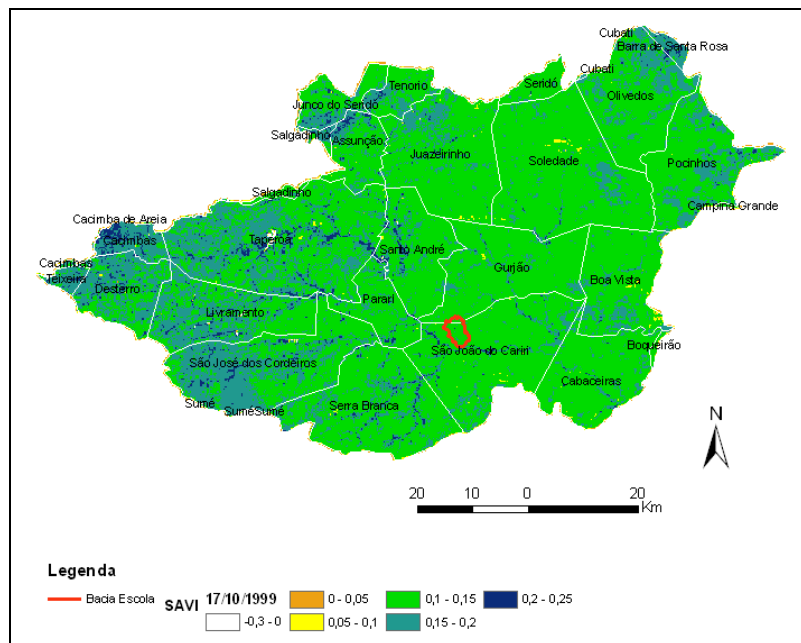 Cubati
Barra de Santa Rosa
Cubati
Seridó
Tenorio
Olivedos
Junco do Seridó
Salgadinho
Assunção
Juazeirinho
Soledade
Pocinhos
Salgadinho
Campina Grande
Cacimba de Areia
Cacimbas
Taperoá
Santo André
Gurjão
Cacimbas
Teixeira
Desterro
Boa Vista
Parari
Livramento
São João do Cariri
Boqueirão
São José dos Cordeiros
Cabaceiras
Sumé
SuméSumé
Serra Branca
N
20 10 0 20
Km
Legenda
Bacia Escola
SAVI 17/10/1999
0 - 0,05
0,1 - 0,15
0,2 - 0,25
-0,3 - 0
0,05 - 0,1
0,15 - 0,2